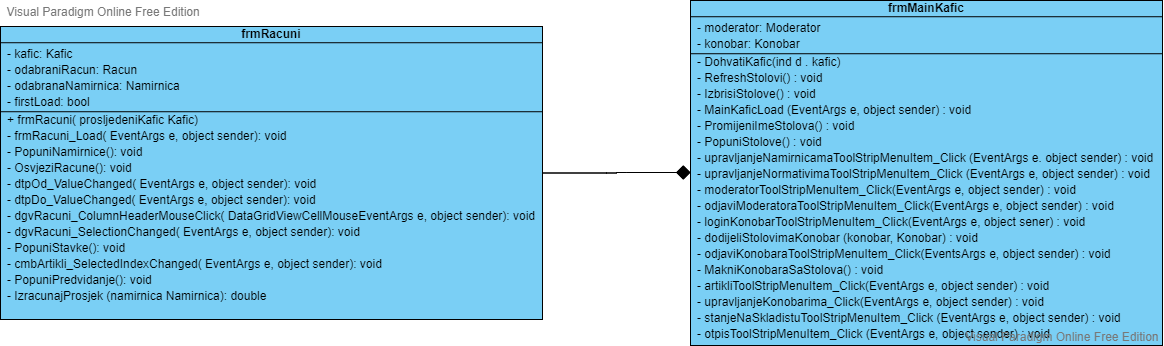 Visual Paradigm Online Free Edition
frmRacuni
- kafic: Kafic
- odabraniRacun: Racun
- odabranaNamirnica: Namirnica
- firstLoad: bool
+ frmRacuni( prosljedeniKafic Kafic)
- frmRacuni_Load( EventArgs e, object sender): void
- PopuniNamirnice(): void
- OsvjeziRacune(): void
- dtpOd_ValueChanged( EventArgs e, object sender): void
- dtpDo_ValueChanged( EventArgs e, object sender): void
- dgvRacuni_ColumnHeaderMouseClick( DataGridViewCellMouseEventArgs e, object sender): void
- dgvRacuni_SelectionChanged( EventArgs e, object sender): void
- PopuniStavke(): void
- cmbArtikli_SelectedIndexChanged( EventArgs e, object sender): void
- PopuniPredvidanje(): void
- IzracunajProsjek (namirnica Namirnica): double
frmMainKafic
- moderator: Moderator
- konobar: Konobar
- DohvatiKafic(ind d . kafic)
- RefreshStolovi() : void
- IzbrisiStolove() : void
- MainKaficLoad (EventArgs e, object sender) : void
- PromijeniImeStolova() : void
- PopuniStolove() : void
- upravljanjeNamirnicamaToolStripMenuItem_Click (EventArgs e. object sender) : void
- upravljanjeNormativimaToolStripMenuItem_Click (EventArgs e, object sender) : void
- moderatorToolStripMenuItem_Click(EventArgs e, object sender) : void
- odjaviModeratoraToolStripMenuItem_Click(EventArgs e, object sender) : void
- loginKonobarToolStripMenuItem_Click(EventArgs e, object sener) : void
- dodijeliStolovimaKonobar (konobar, Konobar) : void
- odjaviKonobaraToolStripMenuItem_Click(EventsArgs e, object sender) : void
- MakniKonobaraSaStolova() : void
- artikliToolStripMenuItem_Click(EventArgs e, object sender) : void
- upravljanjeKonobarima_Click(EventArgs e, object sender) : void
- stanjeNaSkladistuToolStripMenuItem_Click (EventArgs e, object sender) : void
- otpisToolStripMenuItem_Click (EventArgs e, object sender) : void
Visual Paradigm Online Free Edition